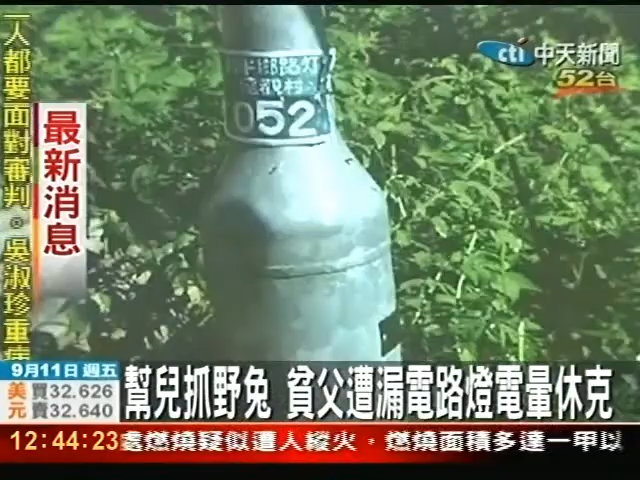 一人都要面對審判。吳淑珍重病
最新消息
cti 中天新聞
52台
052
9月11日 週五
美元 買32.626
賣32.640
幫兒抓野兔 貧父遭漏電路燈電暈休克
12:44:23 處燃燒疑似遭人縱火，燃燒面積多達一甲以